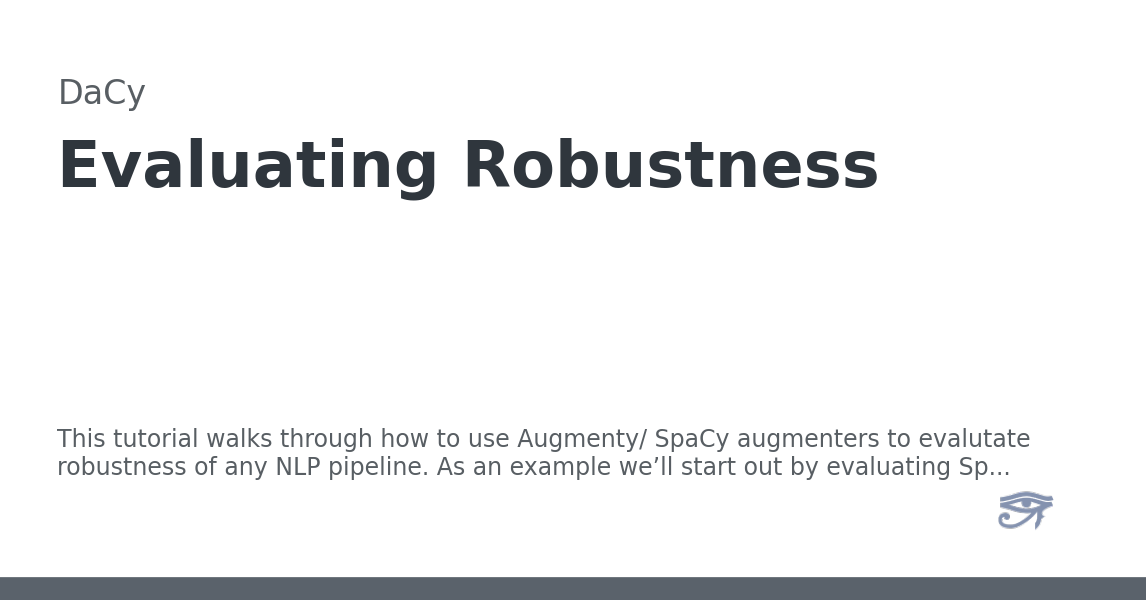 DaCy
Evaluating Robustness
This tutorial walks through how to use Augmenty/ SpaCy augmenters to evalutate
robustness of any NLP pipeline. As an example we’ll start out by evaluating Sp...